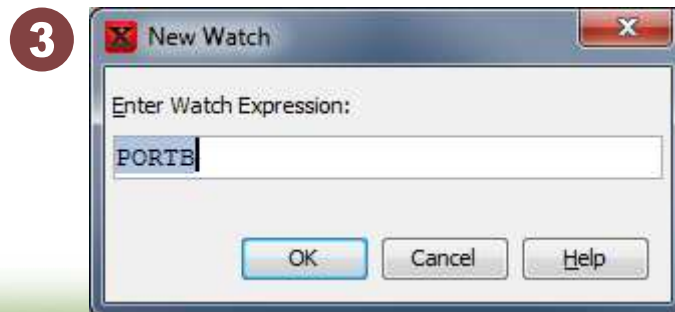 3
New Watch
Enter Watch Expression:
PORTB
OK Cancel Help